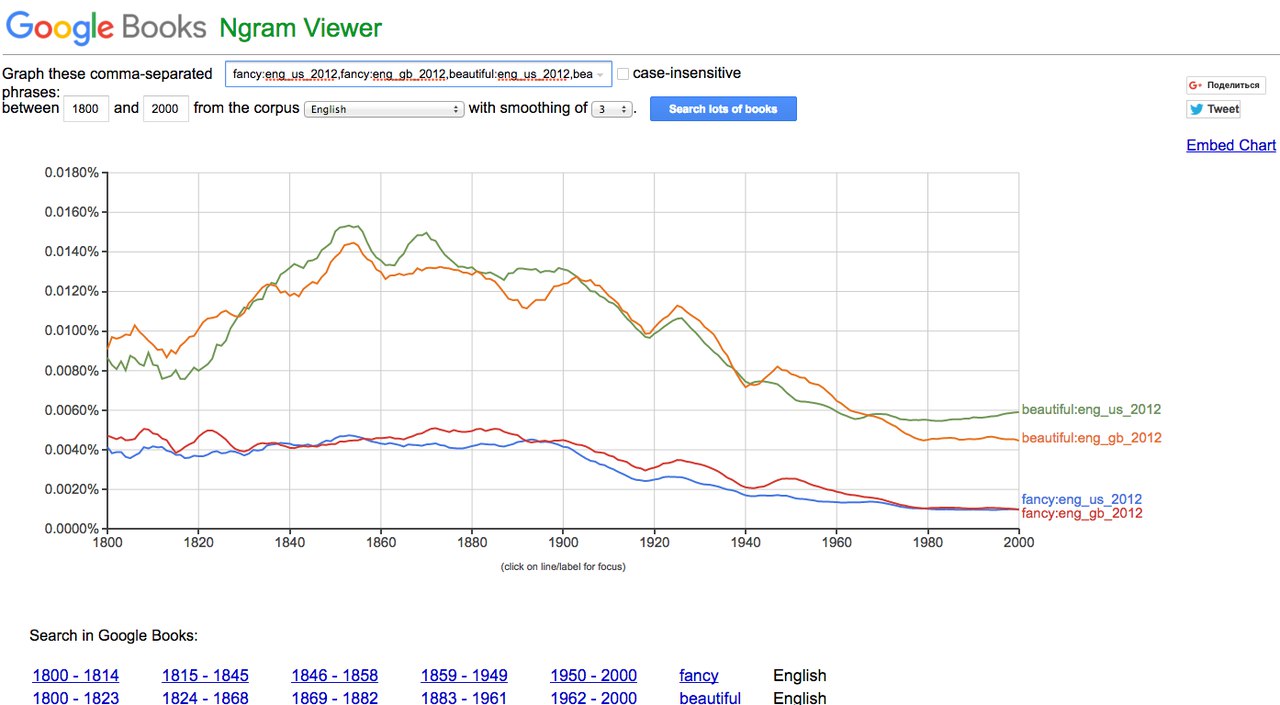 Google Books Ngram Viewer
Graph these comma-separated phrases: fancy:eng_us_2012,fancy:eng_gb_2012,beautiful:eng_us_2012,bea case-insensitive
between 1800 and 2000 from the corpus English with smoothing of 3 . Search lots of books
Поделиться
Tweet
Embed Chart
0.0180%
0.0160%
0.0140%
0.0120%
0.0100%
0.0080%
0.0060%
0.0040%
0.0020%
0.0000%
beautiful:eng_us_2012
beautiful:eng_gb_2012
fancy:eng_us_2012
fancy:eng_gb_2012
1800 1820 1840 1860 1880 1900 1920 1940 1960 1980 2000
(click on line/label for focus)
Search in Google Books:
1800 - 1814 1815 - 1845 1846 - 1858 1859 - 1949 1950 - 2000 fancy English
1800 - 1823 1824 - 1868 1869 - 1882 1883 - 1961 1962 - 2000 beautiful English